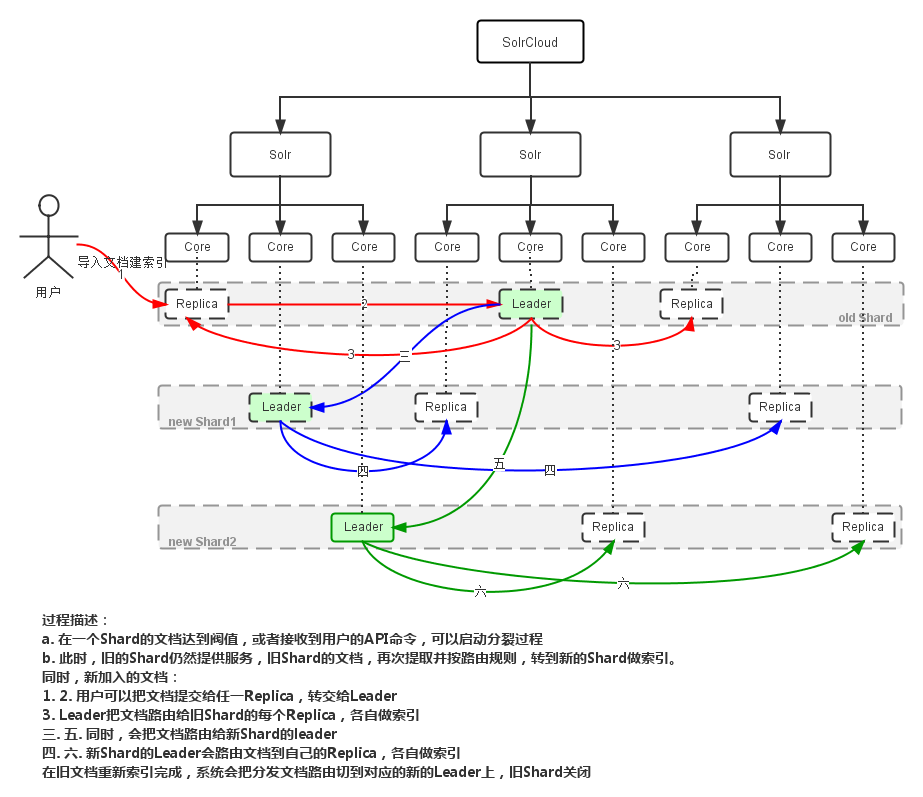 SolrCloud
Solr Solr Solr
Core Core Core Core Core Core Core Core Core
导入文档建索引
1
用户
Replica 2 Leader Replica
old Shard
3 三 3
Leader Replica Replica
new Shard1
四 五 四
Leader Replica Replica
new Shard2
六 六
过程描述：
a. 在一个Shard的文档达到阀值，或者接收到用户的API命令，可以启动分裂过程
b. 此时，旧的Shard仍然提供服务，旧Shard的文档，再次提取并按路由规则，转到新的Shard做索引。
同时，新加入的文档：
1. 2. 用户可以把文档提交给任一Replica，转交给Leader
3. Leader把文档路由给旧Shard的每个Replica，各自做索引
三. 五. 同时，会把文档路由给新Shard的leader
四. 六. 新Shard的Leader会路由文档到自己的Replica，各自做索引
在旧文档重新索引完成，系统会把分发文档路由切到对应的新的Leader上，旧Shard关闭